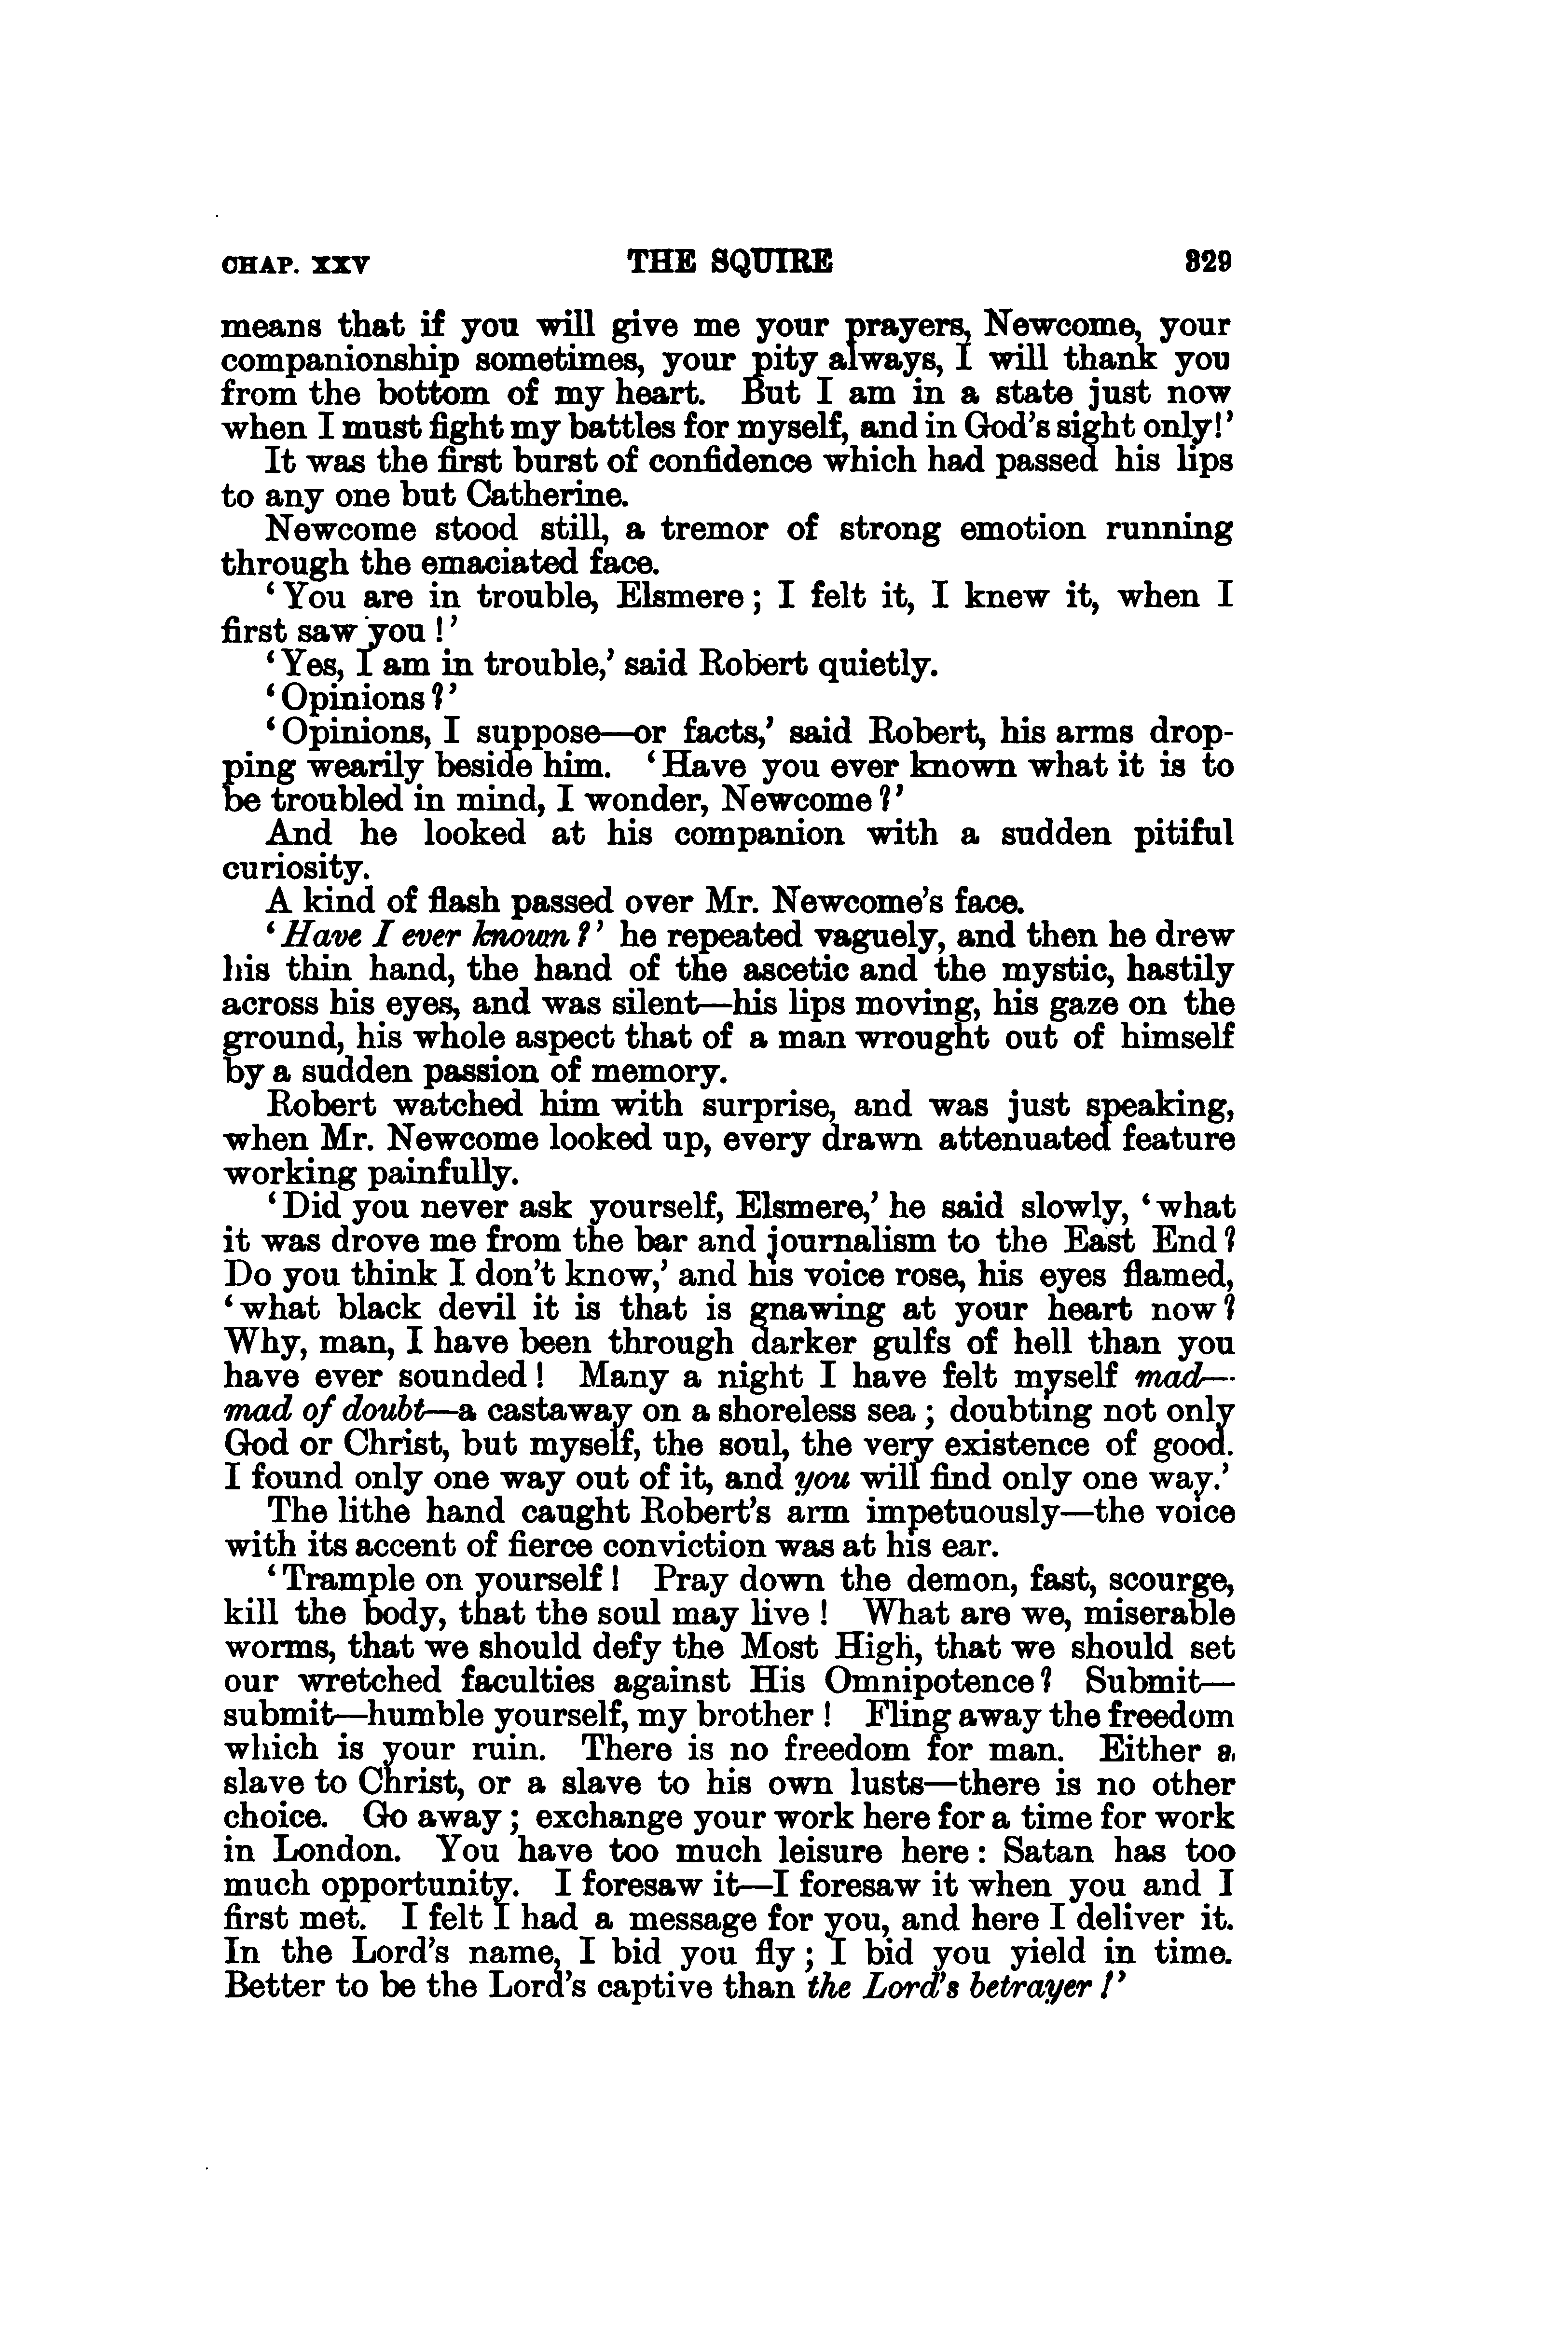 CHAP. XXV THE SQUIRE 329
means that if you will give me your prayers, Newcome, your
companionship sometimes, your pity always, I will thank you
from the bottom of my heart. But I am in a state just now
when I must fight my battles for myself, and in God's sight only!'
It was the first burst of confidence which had passed his lips
to any one but Catherine.
Newcome stood still, a tremor of strong emotion running
through the emaciated face.
'You are in trouble, Elsmere; I felt it, I knew it, when I
first saw you!'
'Yes, I am in trouble,' said Robert quietly.
'Opinions?'
'Opinions, I suppose—or facts,' said Robert, his arms drop-
ping wearily beside him. 'Have you ever known what it is to
be troubled in mind, I wonder, Newcome?'
And he looked at his companion with a sudden pitiful
curiosity.
A kind of flash passed over Mr. Newcome's face.
'Have I ever known?' he repeated vaguely, and then he drew
his thin hand, the hand of the ascetic and the mystic, hastily
across his eyes, and was silent—his lips moving, his gaze on the
ground, his whole aspect that of a man wrought out of himself
by a sudden passion of memory.
Robert watched him with surprise, and was just speaking,
when Mr. Newcome looked up, every drawn attenuated feature
working painfully.
'Did you never ask yourself, Elsmere,' he said slowly, 'what
it was drove me from the bar and journalism to the East End?
Do you think I don't know,' and his voice rose, his eyes flamed,
'what black devil it is that is gnawing at your heart now?
Why, man, I have been through darker gulfs of hell than you
have ever sounded! Many a night I have felt myself mad—
mad of doubt—a castaway on a shoreless sea; doubting not only
God or Christ, but myself, the soul, the very existence of good.
I found only one way out of it, and you will find only one way.'
The lithe hand caught Robert's arm impetuously—the voice
with its accent of fierce conviction was at his ear.
'Trample on yourself! Pray down the demon, fast, scourge,
kill the body, that the soul may live! What are we, miserable
worms, that we should defy the Most High, that we should set
our wretched faculties against His Omnipotence? Submit—
submit—humble yourself, my brother! Fling away the freedom
which is your ruin. There is no freedom for man. Either a
slave to Christ, or a slave to his own lusts—there is no other
choice. Go away; exchange your work here for a time for work
in London. You have too much leisure here: Satan has too
much opportunity. I foresaw it—I foresaw it when you and I
first met. I felt I had a message for you, and here I deliver it.
In the Lord's name, I bid you fly; I bid you yield in time.
Better to be the Lord's captive than the Lord's betrayer!'